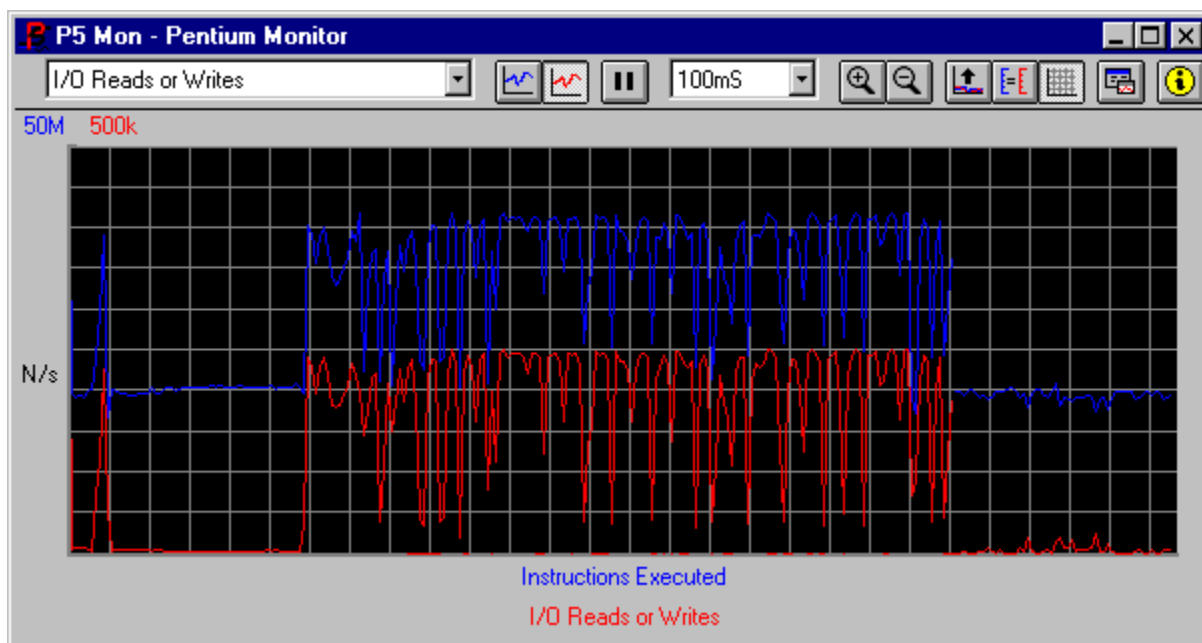 P5 Mon - Pentium Monitor
I/O Reads or Writes 100mS
50M 500k
N/s
Instructions Executed
I/O Reads or Writes